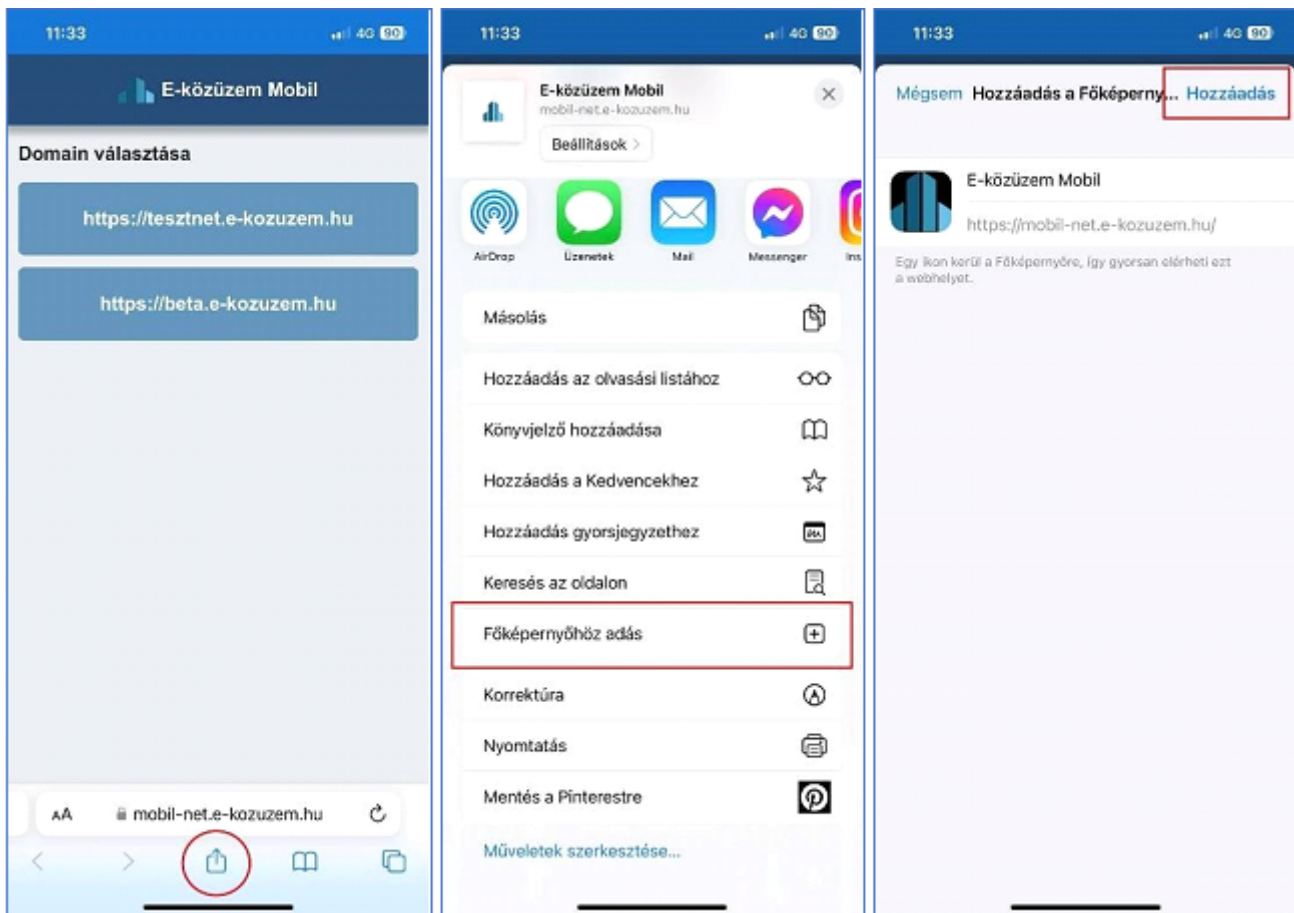 11:33
4G 90
E-közüzem Mobil
Domain választása
https://tesztnet.e-kozuzem.hu
https://beta.e-kozuzem.hu
AA mobil-net.e-kozuzem.hu
11:33
4G 90
E-közüzem Mobil
mobil-net.e-kozuzem.hu
Beállítások >
AirDrop Üzenetek Mail Messenger Ins
Másolás
Hozzáadás az olvasási listához
Könyvjelző hozzáadása
Hozzáadás a Kedvencekhez
Hozzáadás gyorsjegyzethez
Keresés az oldalon
Főképernyőhöz adás
Korrektúra
Nyomtatás
Mentés a Pinterestre
Műveletek szerkesztése...
11:33
4G 90
Mégsem Hozzáadás a Főképerny... Hozzáadás
E-közüzem Mobil
https://mobil-net.e-kozuzem.hu/
Egy ikon kerül a Főképernyőre, így gyorsan elérheti ezt
a webhelyet.